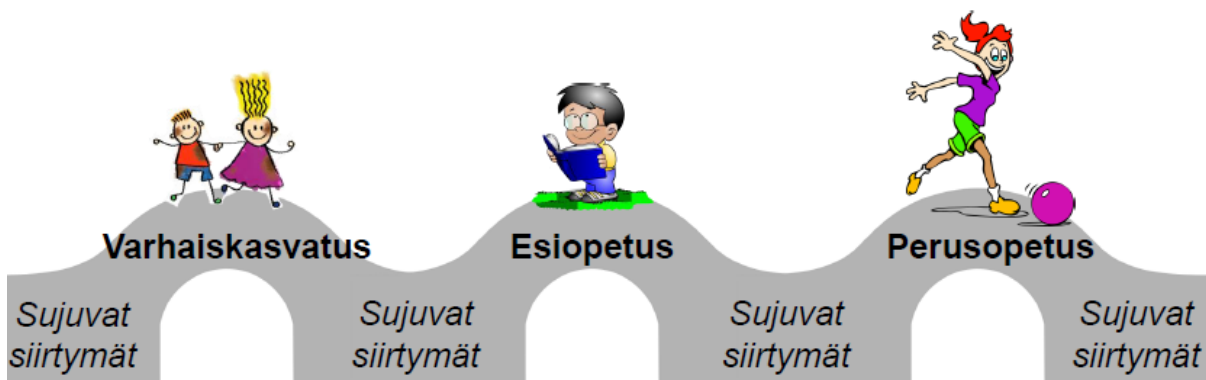 Varhaiskasvatus
Esiopetus
Perusopetus
Sujuvat
siirtymät
Sujuvat
siirtymät
Sujuvat
siirtymät
Sujuvat
siirtymät